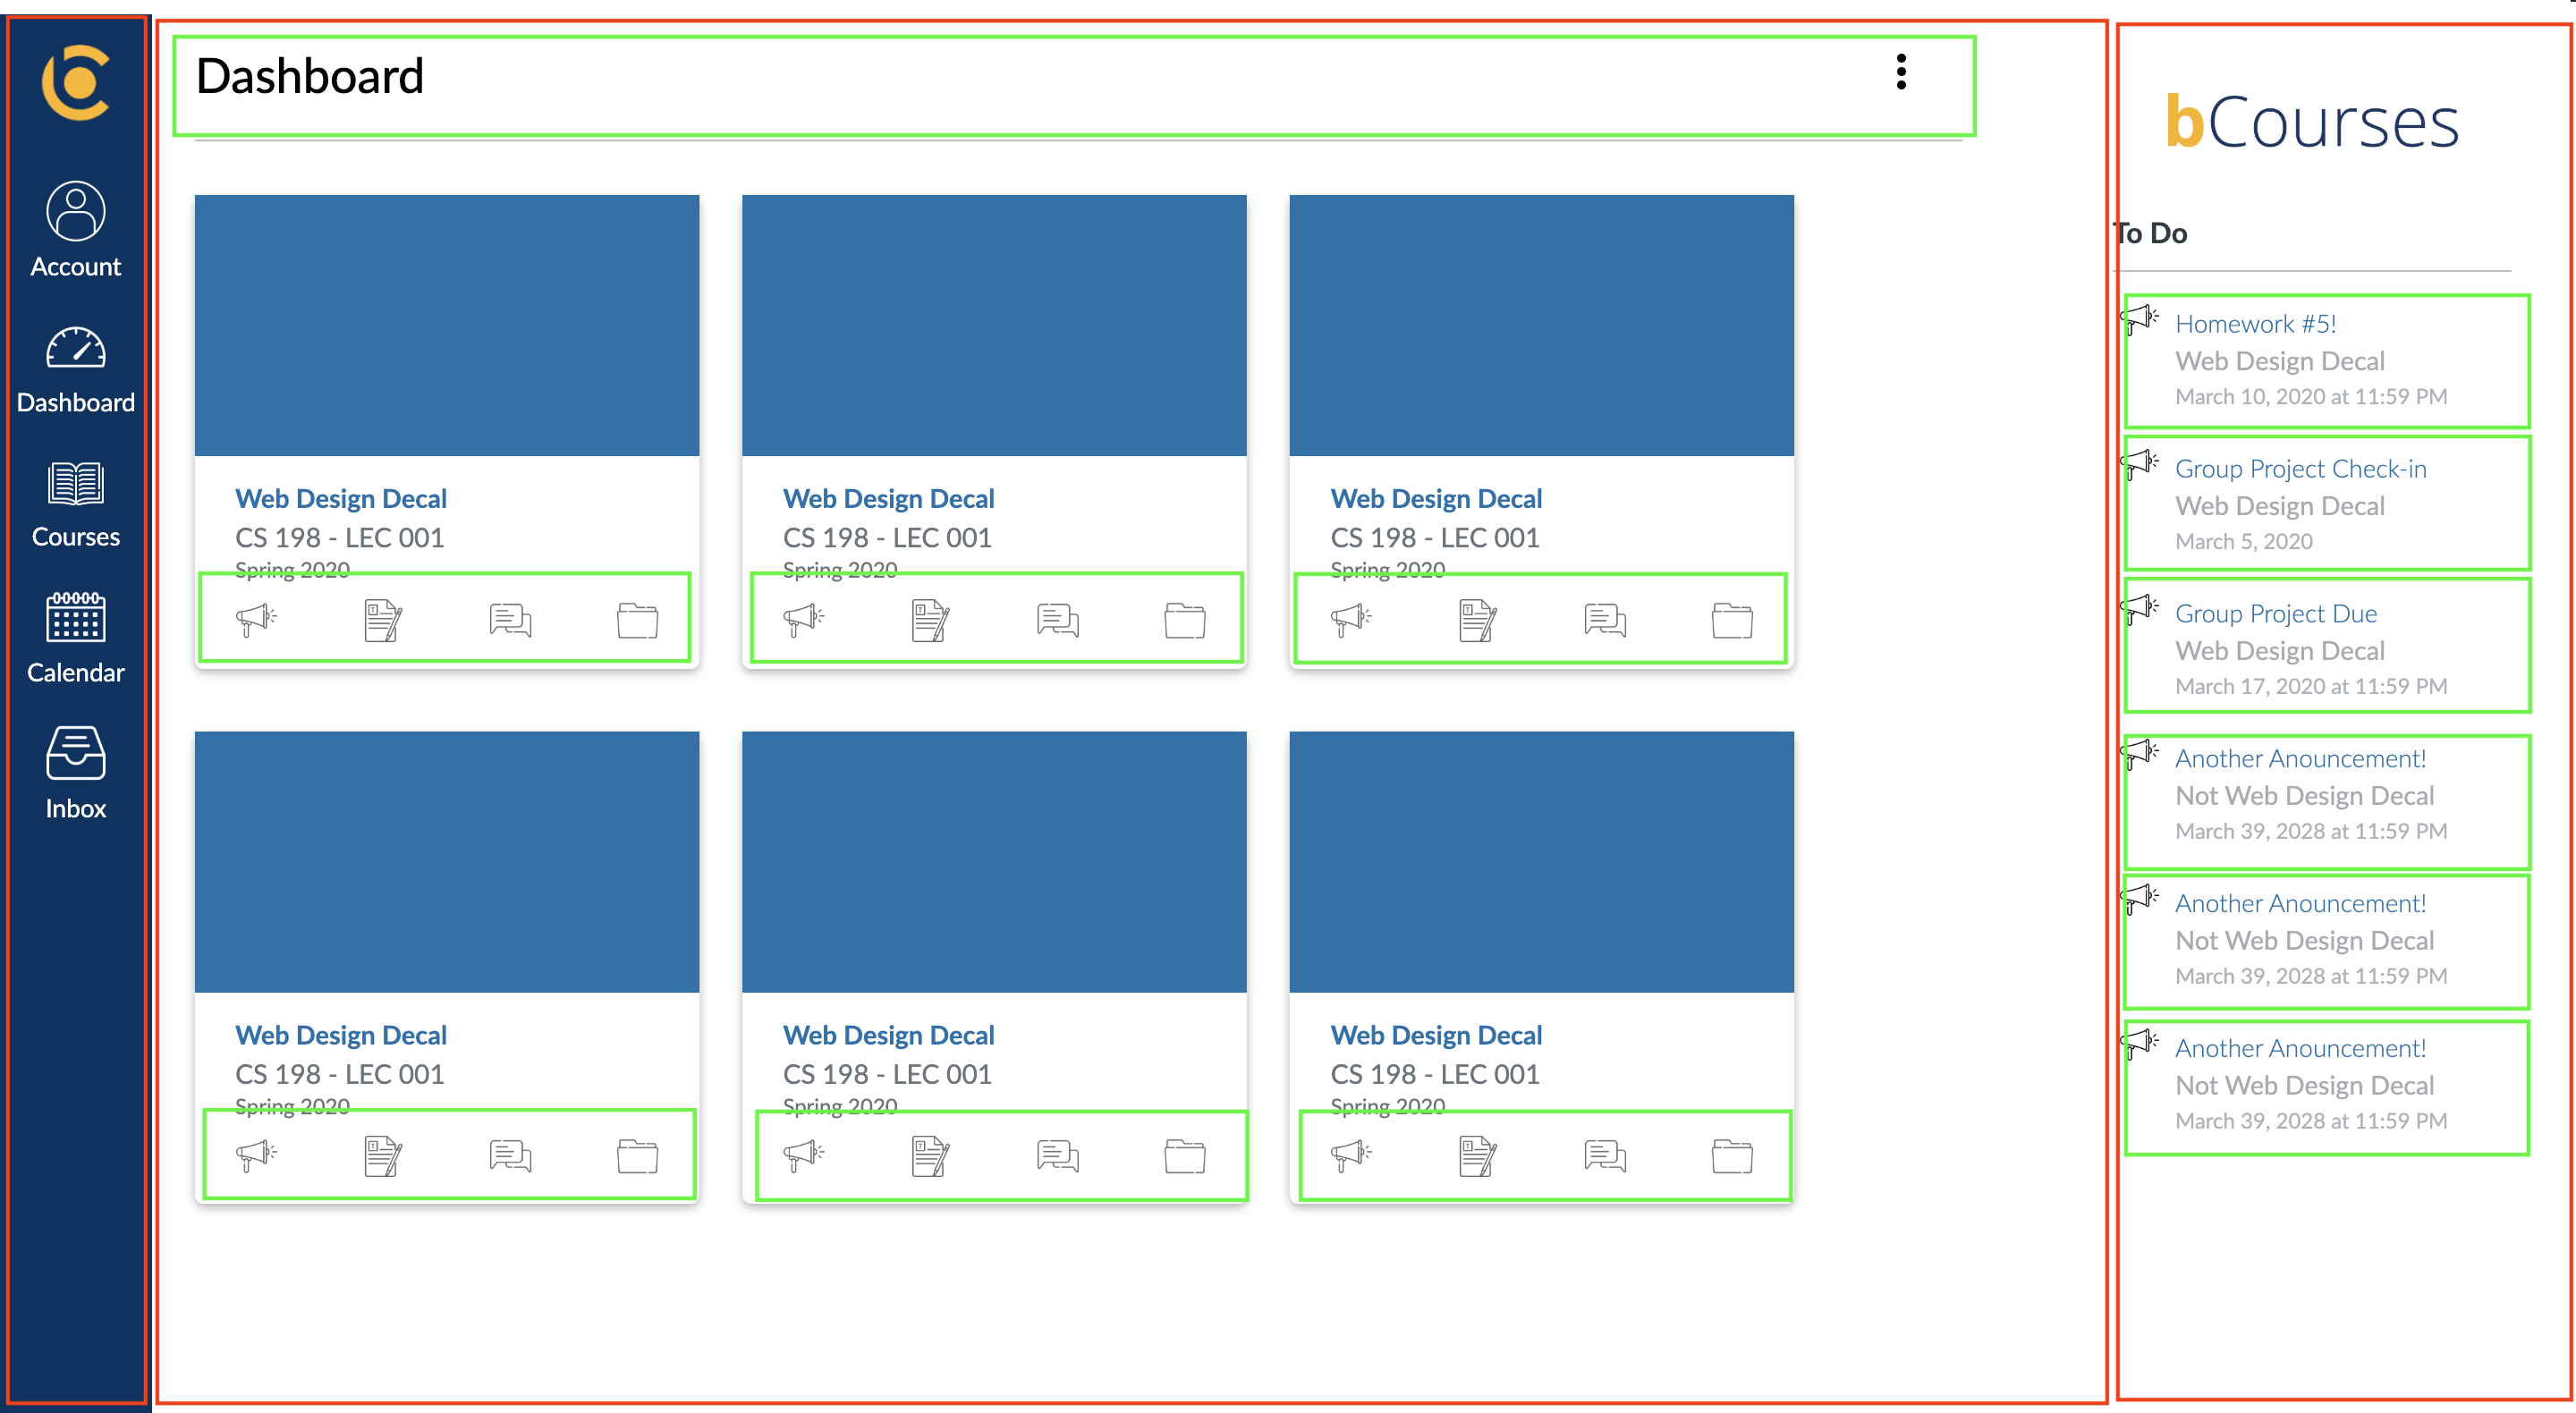 Account
Dashboard
Courses
Calendar
Inbox
Dashboard
Web Design Decal
CS 198 - LEC 001
Spring 2020
Web Design Decal
CS 198 - LEC 001
Spring 2020
Web Design Decal
CS 198 - LEC 001
Spring 2020
Web Design Decal
CS 198 - LEC 001
Spring 2020
Web Design Decal
CS 198 - LEC 001
Spring 2020
Web Design Decal
CS 198 - LEC 001
Spring 2020
bCourses
To Do
Homework #5!
Web Design Decal
March 10, 2020 at 11:59 PM
Group Project Check-in
Web Design Decal
March 5, 2020
Group Project Due
Web Design Decal
March 17, 2020 at 11:59 PM
Another Anouncement!
Not Web Design Decal
March 39, 2028 at 11:59 PM
Another Anouncement!
Not Web Design Decal
March 39, 2028 at 11:59 PM
Another Anouncement!
Not Web Design Decal
March 39, 2028 at 11:59 PM